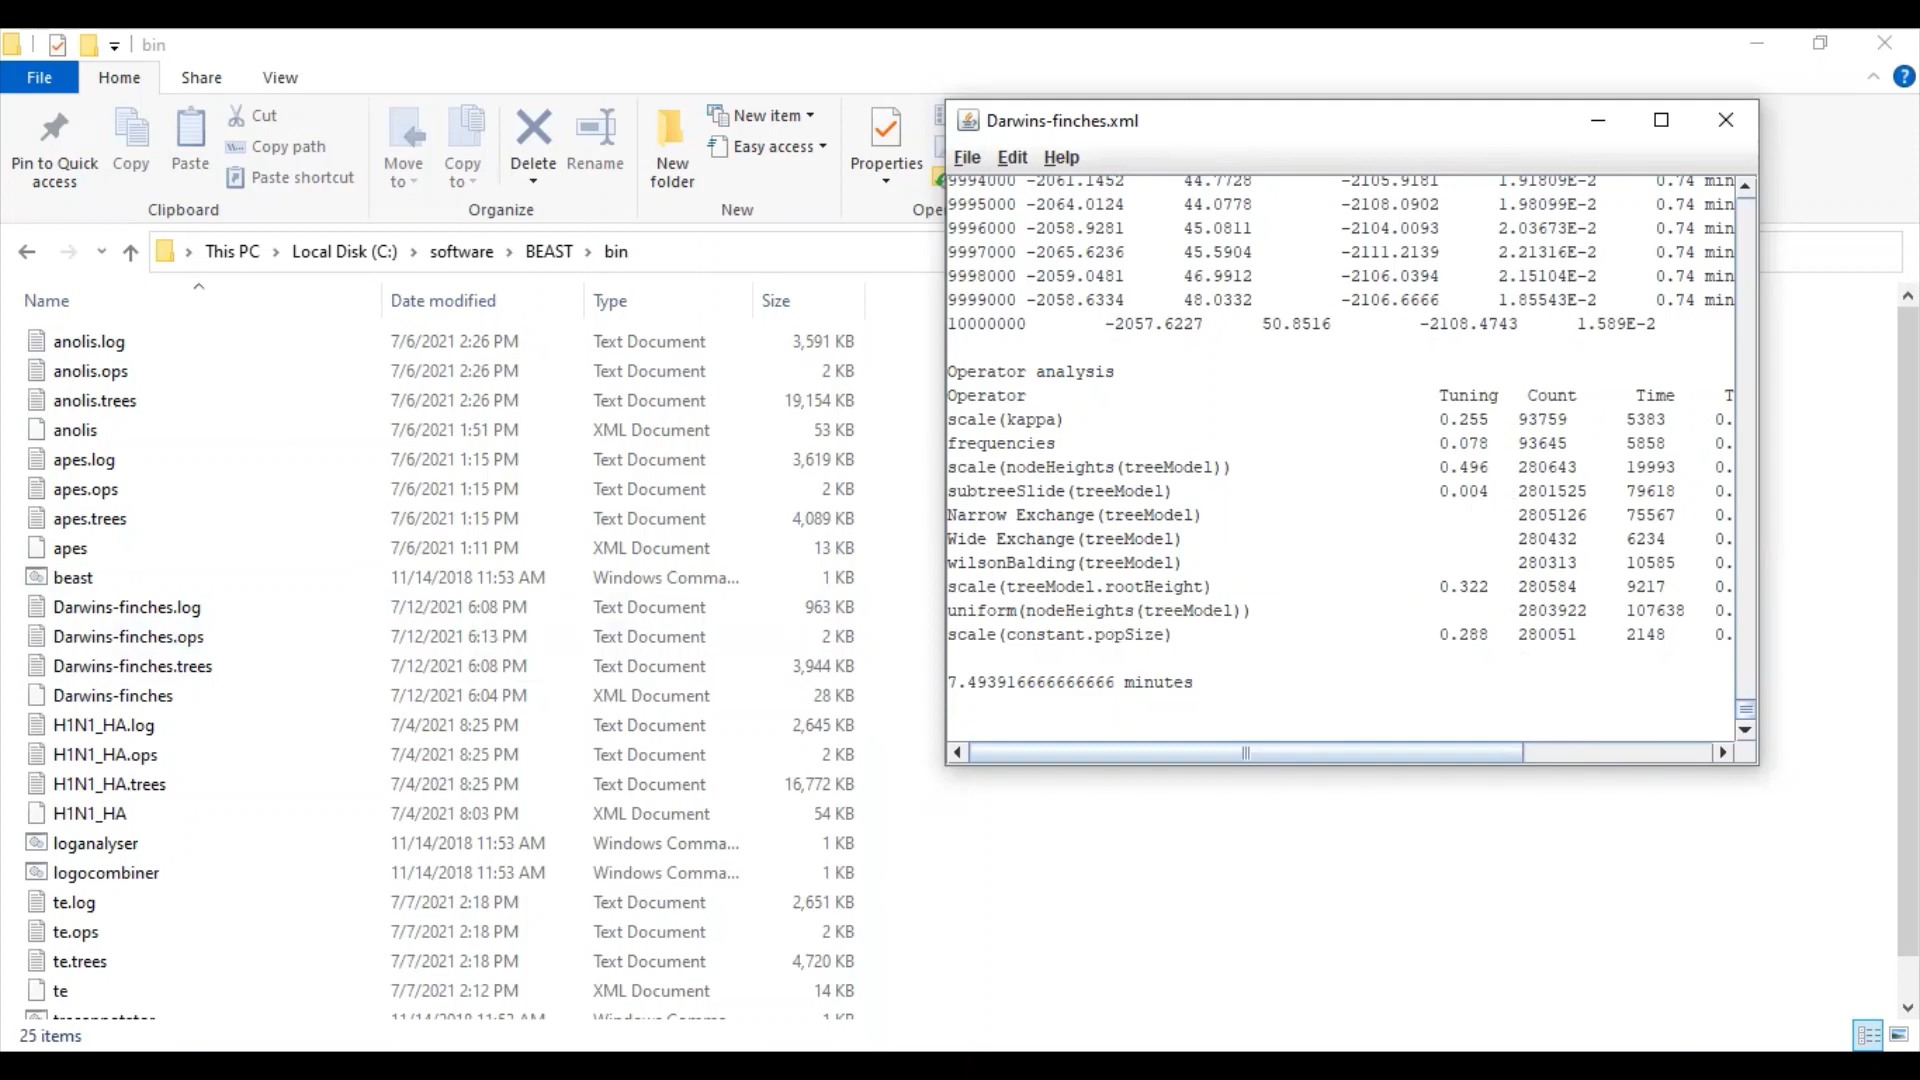 bin
File Home Share View
Pin to Quick access
Copy
Paste
Cut
Copy path
Paste shortcut
Clipboard
Move to
Copy to
Delete
Rename
Organize
New folder
New item
Easy access
New
Properties
Ope
This PC > Local Disk (C:) > software > BEAST > bin
Name Date modified Type Size
anolis.log 7/6/2021 2:26 PM Text Document 3,591 KB
anolis.ops 7/6/2021 2:26 PM Text Document 2 KB
anolis.trees 7/6/2021 2:26 PM Text Document 19,154 KB
anolis 7/6/2021 1:51 PM XML Document 53 KB
apes.log 7/6/2021 1:15 PM Text Document 3,619 KB
apes.ops 7/6/2021 1:15 PM Text Document 2 KB
apes.trees 7/6/2021 1:15 PM Text Document 4,089 KB
apes 7/6/2021 1:11 PM XML Document 13 KB
beast 11/14/2018 11:53 AM Windows Comma... 1 KB
Darwins-finches.log 7/12/2021 6:08 PM Text Document 963 KB
Darwins-finches.ops 7/12/2021 6:13 PM Text Document 2 KB
Darwins-finches.trees 7/12/2021 6:08 PM Text Document 3,944 KB
Darwins-finches 7/12/2021 6:04 PM XML Document 28 KB
H1N1_HA.log 7/4/2021 8:25 PM Text Document 2,645 KB
H1N1_HA.ops 7/4/2021 8:25 PM Text Document 2 KB
H1N1_HA.trees 7/4/2021 8:25 PM Text Document 16,772 KB
H1N1_HA 7/4/2021 8:03 PM XML Document 54 KB
loganalyser 11/14/2018 11:53 AM Windows Comma... 1 KB
logocombiner 11/14/2018 11:53 AM Windows Comma... 1 KB
te.log 7/7/2021 2:18 PM Text Document 2,651 KB
te.ops 7/7/2021 2:18 PM Text Document 2 KB
te.trees 7/7/2021 2:18 PM Text Document 4,720 KB
te 7/7/2021 2:12 PM XML Document 14 KB
25 items
Darwins-finches.xml
File Edit Help
9994000 -2061.1452 44.7728 -2105.9181 1.91809E-2 0.74 min
9995000 -2064.0124 44.0778 -2108.0902 1.98099E-2 0.74 min
9996000 -2058.9281 45.0811 -2104.0093 2.03673E-2 0.74 min
9997000 -2065.6236 45.5904 -2111.2139 2.21316E-2 0.74 min
9998000 -2059.0481 46.9912 -2106.0394 2.15104E-2 0.74 min
9999000 -2058.6334 48.0332 -2106.6666 1.85543E-2 0.74 min
10000000 -2057.6227 50.8516 -2108.4743 1.589E-2
Operator analysis
Operator Tuning Count Time T
scale(kappa) 0.255 93759 5383 0.
frequencies 0.078 93645 5858 0.
scale(nodeHeights(treeModel)) 0.496 280643 19993 0.
subtreeSlide(treeModel) 0.004 2801525 79618 0.
Narrow Exchange(treeModel) 2805126 75567 0.
Wide Exchange(treeModel) 280432 6234 0.
wilsonBalding(treeModel) 280313 10585 0.
scale(treeModel.rootHeight) 0.322 280584 9217 0.
uniform(nodeHeights(treeModel)) 2803922 107638 0.
scale(constant.popSize) 0.288 280051 2148 0.
7.493916666666666 minutes